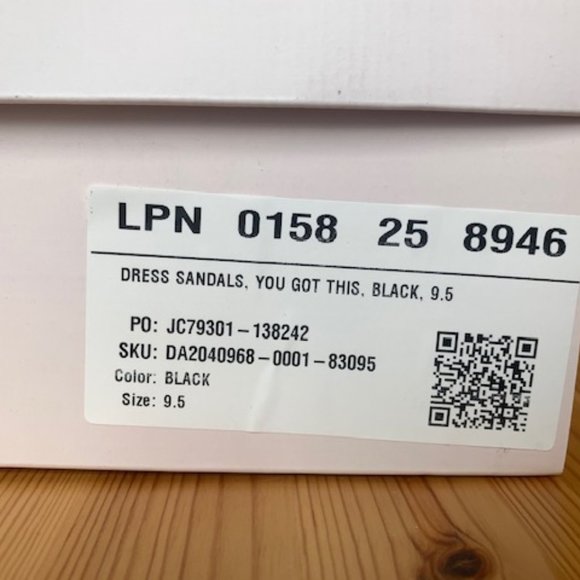 LPN 0158 25 8946
DRESS SANDALS, YOU GOT THIS, BLACK, 9.5
PO: JC79301-138242
SKU: DA2040968-0001-83095
Color: BLACK
Size: 9.5